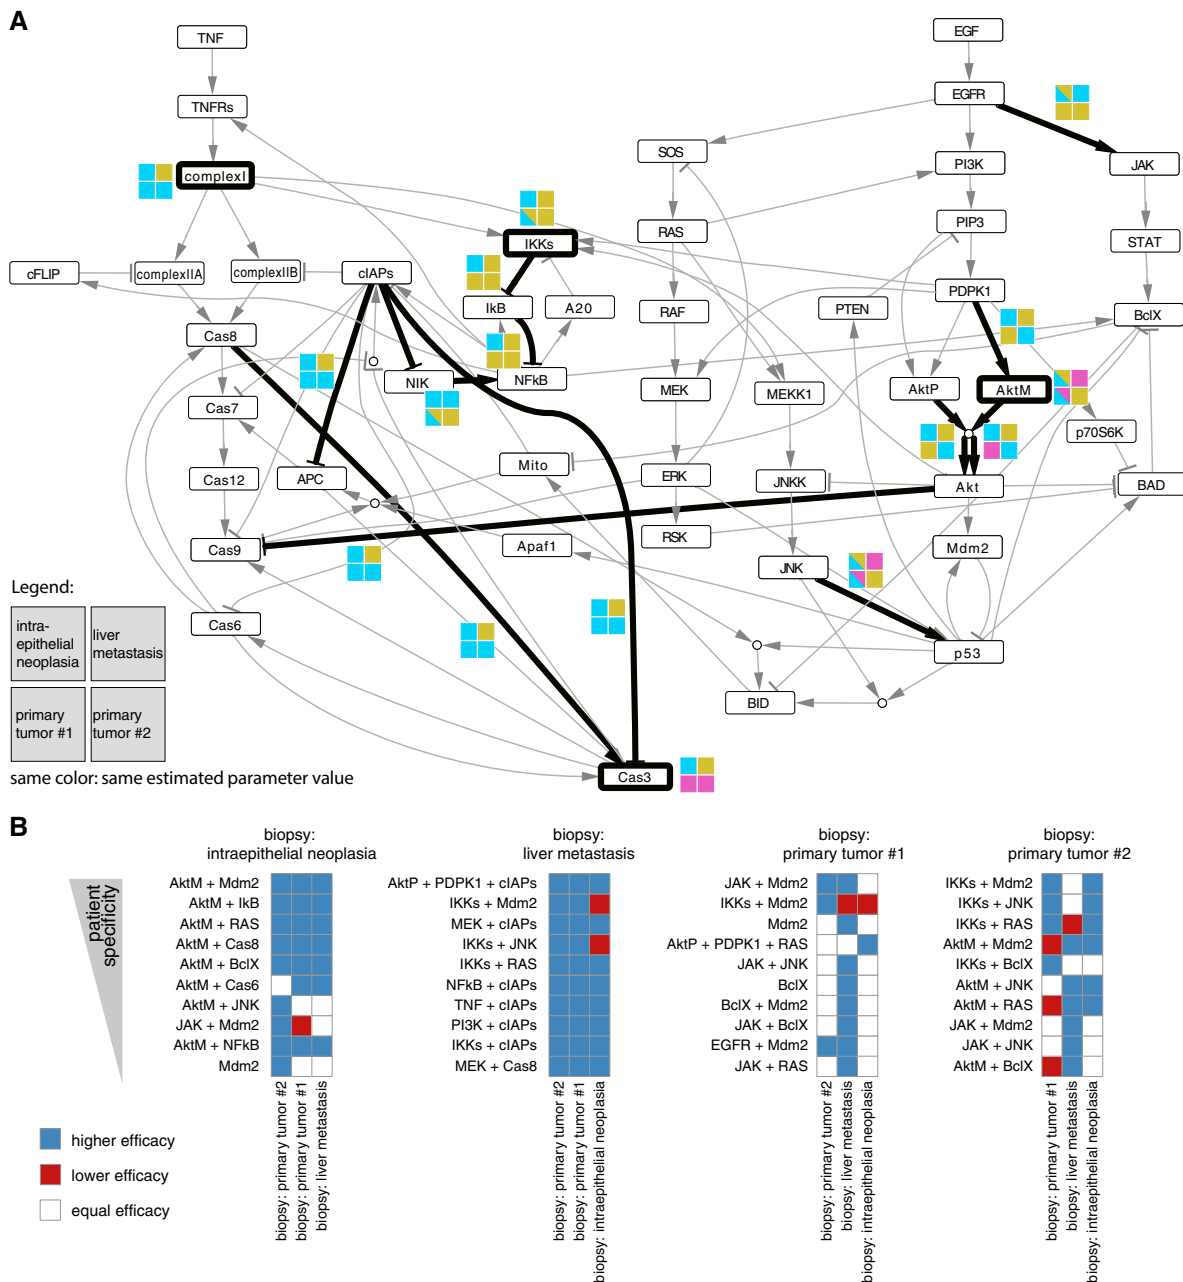 A
TNF
EGF
TNFRs
EGFR
SOS
PI3K
JAK
complexI
PIP3
RAS
STAT
IKKs
cFLIP
complexIIA
complexIIB
cIAPs
PDPK1
IkB
A20
RAF
PTEN
BclX
Cas8
NIK
NFkB
MEK
MEKK1
AktP
AktM
Cas7
p70S6K
Mito
Cas12
APC
ERK
JNKK
Akt
BAD
RSK
Cas9
Apaf1
Mdm2
JNK
Legend:
intra-
epithelial
neoplasia
liver
metastasis
Cas6
p53
primary
tumor #1
primary
tumor #2
BID
same color: same estimated parameter value
Cas3
B
biopsy:
intraepithelial neoplasia
biopsy:
liver metastasis
biopsy:
primary tumor #1
biopsy:
primary tumor #2
patient
specificity
AktM + Mdm2
AktM + IkB
AktM + RAS
AktM + Cas8
AktM + BclX
AktM + Cas6
AktM + JNK
JAK + Mdm2
AktM + NFkB
Mdm2
biopsy: primary tumor #2
biopsy: primary tumor #1
biopsy: liver metastasis
AktP + PDPK1 + cIAPs
IKKs + Mdm2
MEK + cIAPs
IKKs + JNK
IKKs + RAS
NFkB + cIAPs
TNF + cIAPs
PI3K + cIAPs
IKKs + cIAPs
MEK + Cas8
biopsy: primary tumor #2
biopsy: primary tumor #1
biopsy: intraepithelial neoplasia
JAK + Mdm2
IKKs + Mdm2
Mdm2
AktP + PDPK1 + RAS
JAK + JNK
BclX
BclX + Mdm2
JAK + BclX
EGFR + Mdm2
JAK + RAS
biopsy: primary tumor #2
biopsy: liver metastasis
biopsy: intraepithelial neoplasia
IKKs + Mdm2
IKKs + JNK
IKKs + RAS
AktM + Mdm2
IKKs + BclX
AktM + JNK
AktM + RAS
JAK + Mdm2
JAK + JNK
AktM + BclX
biopsy: primary tumor #1
biopsy: liver metastasis
biopsy: intraepithelial neoplasia
higher efficacy
lower efficacy
equal efficacy